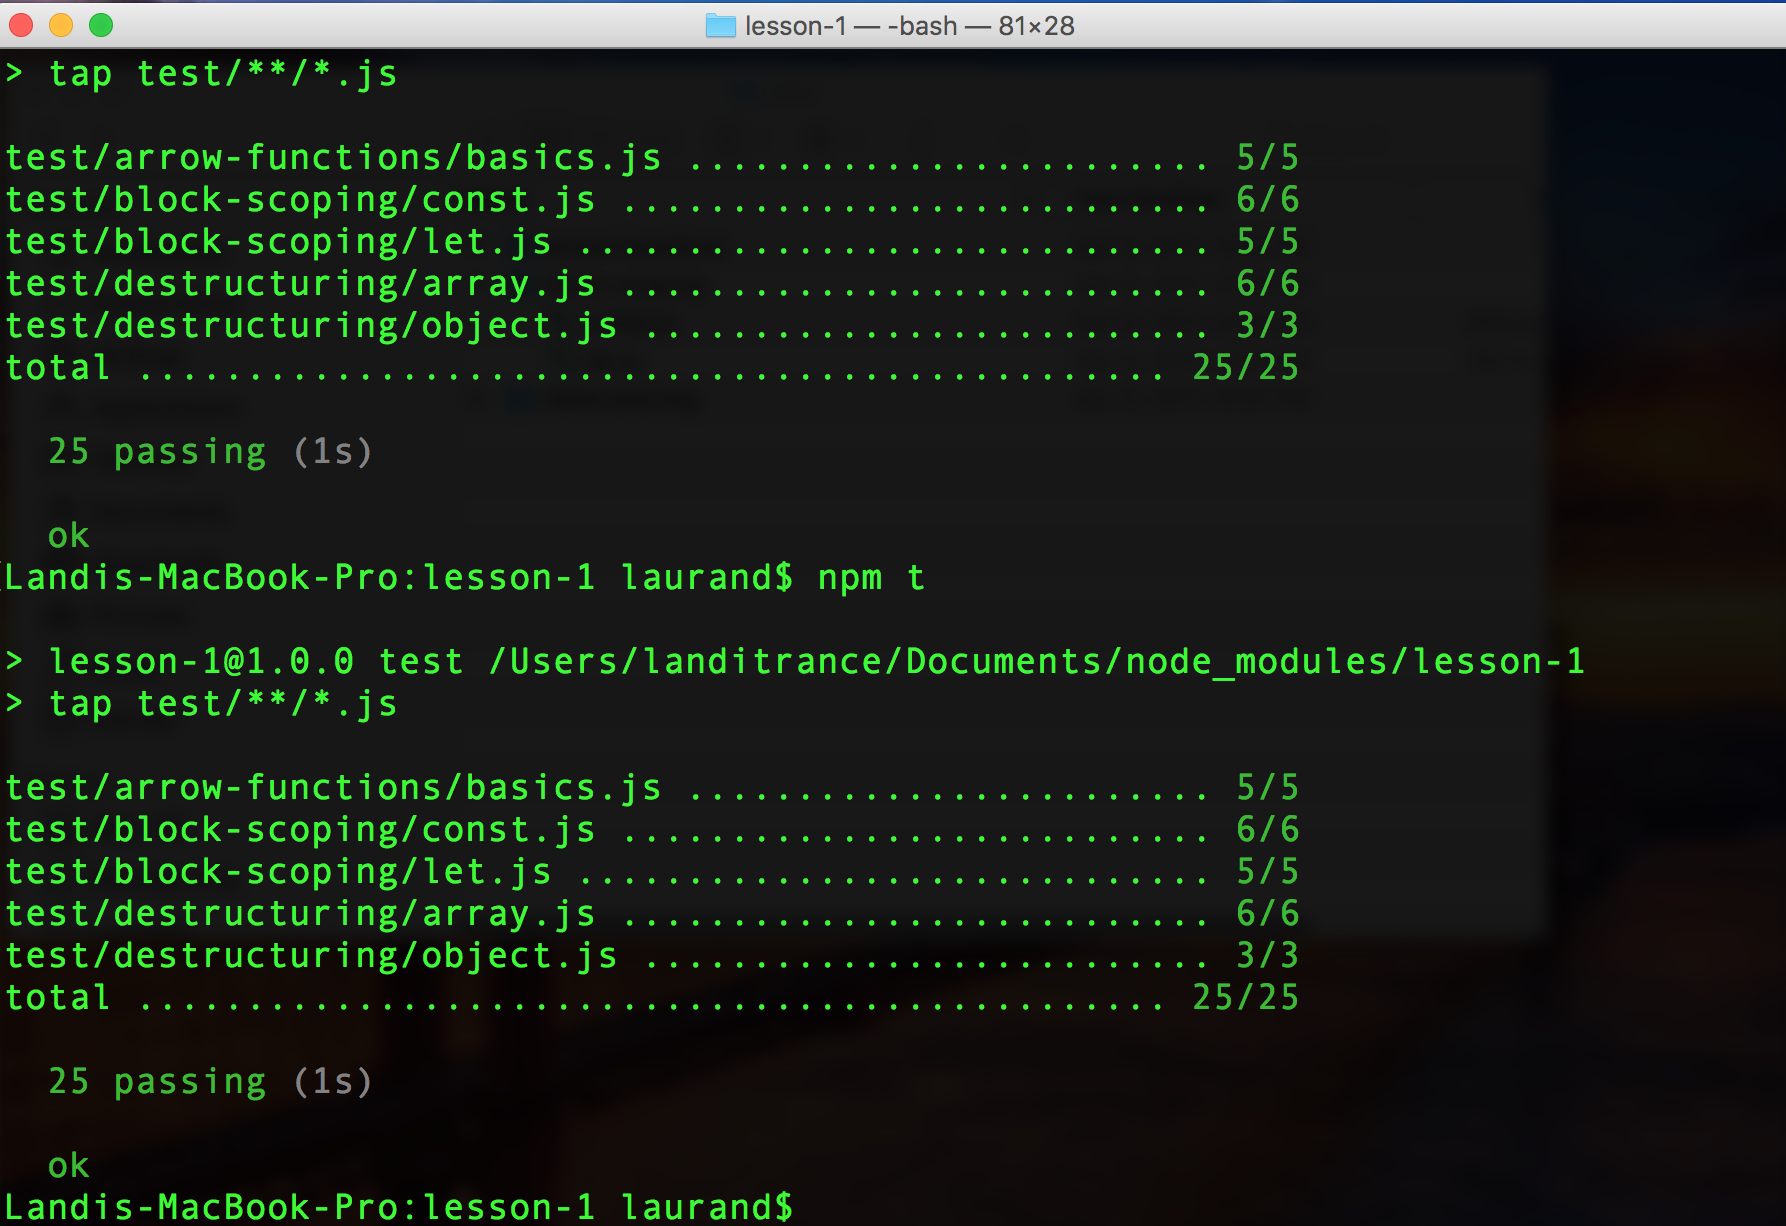 lesson-1 — -bash — 81×28
> tap test/**/*.js
test/arrow-functions/basics.js ........................ 5/5
test/block-scoping/const.js ........................... 6/6
test/block-scoping/let.js ............................. 5/5
test/destructuring/array.js ........................... 6/6
test/destructuring/object.js .......................... 3/3
total ............................................... 25/25
25 passing (1s)
ok
Landis-MacBook-Pro:lesson-1 laurand$ npm t
> lesson-1@1.0.0 test /Users/landitrance/Documents/node_modules/lesson-1
> tap test/**/*.js
test/arrow-functions/basics.js ........................ 5/5
test/block-scoping/const.js ........................... 6/6
test/block-scoping/let.js ............................. 5/5
test/destructuring/array.js ........................... 6/6
test/destructuring/object.js .......................... 3/3
total ............................................... 25/25
25 passing (1s)
ok
Landis-MacBook-Pro:lesson-1 laurand$